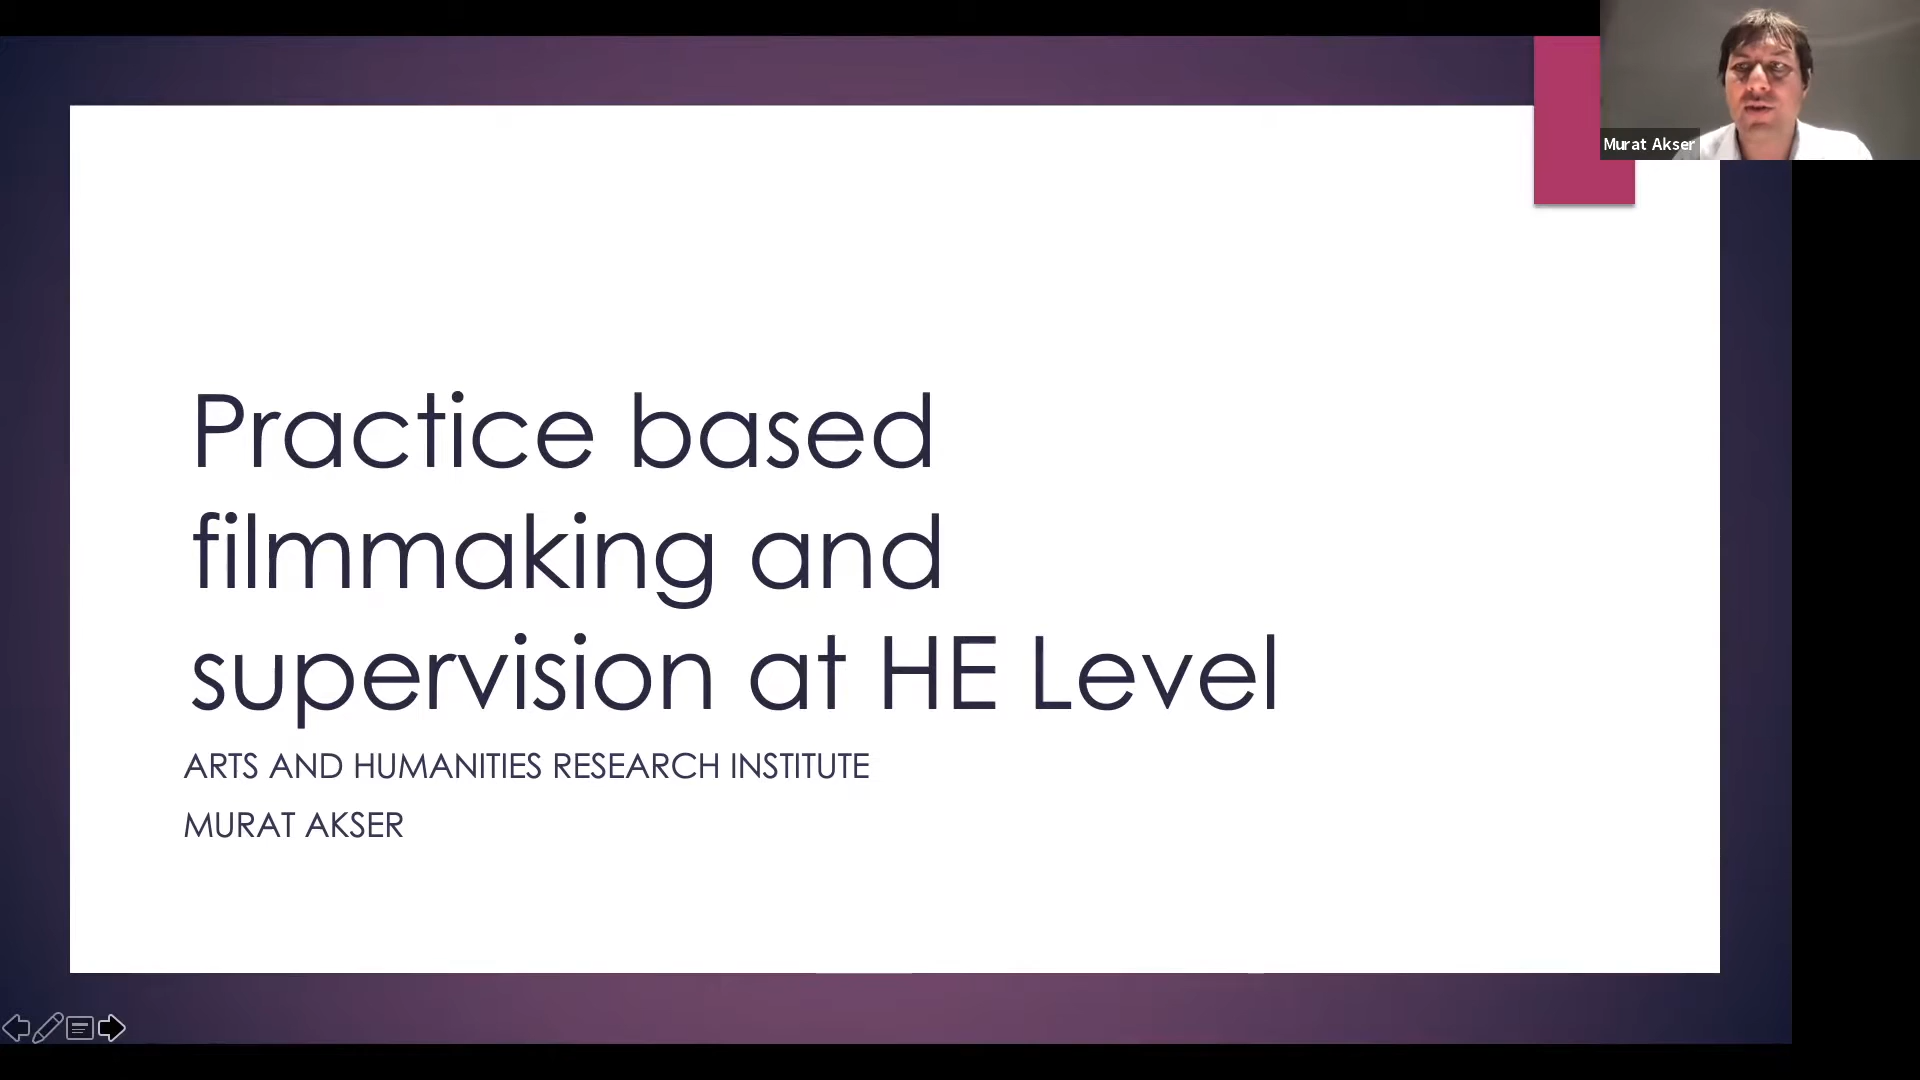 Murat Akser
Practice based
filmmaking and
supervision at HE Level
ARTS AND HUMANITIES RESEARCH INSTITUTE
MURAT AKSER